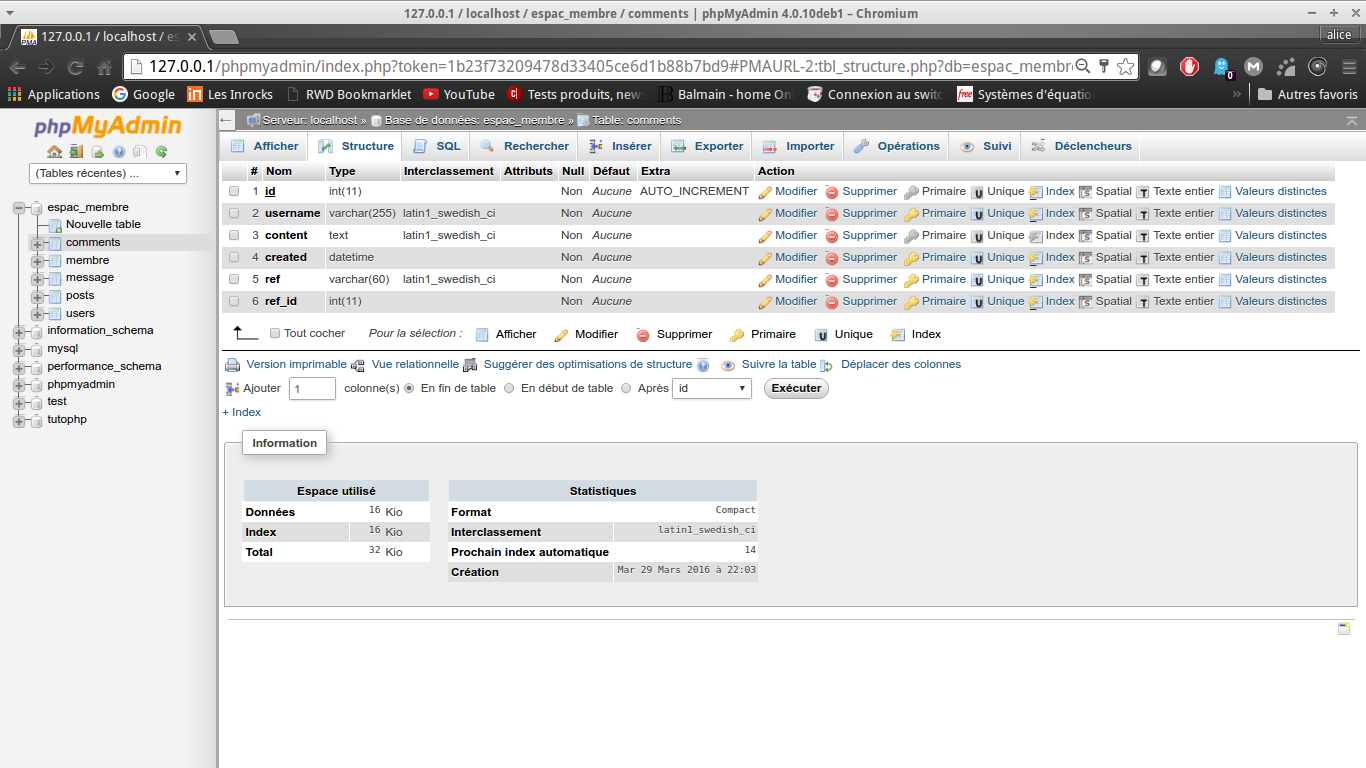 127.0.0.1 / localhost / espac_membre / comments | phpMyAdmin 4.0.10deb1 – Chromium
127.0.0.1 / localhost / es
alice
127.0.0.1/phpmyadmin/index.php?token=1b23f73209478d33405ce6d1b88b7bd9#PMAURL-2:tbl_structure.php?db=espac_membr
Applications Google Les Inrocks RWD Bookmarklet YouTube Tests produits, new Balmain - home On Connexion au swit Systèmes d'équatio » Autres favoris
phpMyAdmin
(Tables récentes) ...
espac_membre
Nouvelle table
comments
membre
message
posts
users
information_schema
mysql
performance_schema
phpmyadmin
test
tutophp
Serveur: localhost » Base de données: espac_membre » Table: comments
Afficher Structure SQL Rechercher Insérer Exporter Importer Opérations Suivi Déclencheurs
# Nom Type Interclassement Attributs Null Défaut Extra Action
1 id int(11) Non Aucune AUTO_INCREMENT Modifier Supprimer Primaire Unique Index Spatial Texte entier Valeurs distinctes
2 username varchar(255) latin1_swedish_ci Non Aucune Modifier Supprimer Primaire Unique Index Spatial Texte entier Valeurs distinctes
3 content text latin1_swedish_ci Non Aucune Modifier Supprimer Primaire Unique Index Spatial Texte entier Valeurs distinctes
4 created datetime Non Aucune Modifier Supprimer Primaire Unique Index Spatial Texte entier Valeurs distinctes
5 ref varchar(60) latin1_swedish_ci Non Aucune Modifier Supprimer Primaire Unique Index Spatial Texte entier Valeurs distinctes
6 ref_id int(11) Non Aucune Modifier Supprimer Primaire Unique Index Spatial Texte entier Valeurs distinctes
Tout cocher Pour la sélection : Afficher Modifier Supprimer Primaire Unique Index
Version imprimable Vue relationnelle Suggérer des optimisations de structure Suivre la table Déplacer des colonnes
Ajouter 1 colonne(s) En fin de table En début de table Après id Exécuter
+ Index
Information
Espace utilisé
Données 16 Kio
Index 16 Kio
Total 32 Kio
Statistiques
Format Compact
Interclassement latin1_swedish_ci
Prochain index automatique 14
Création Mar 29 Mars 2016 à 22:03